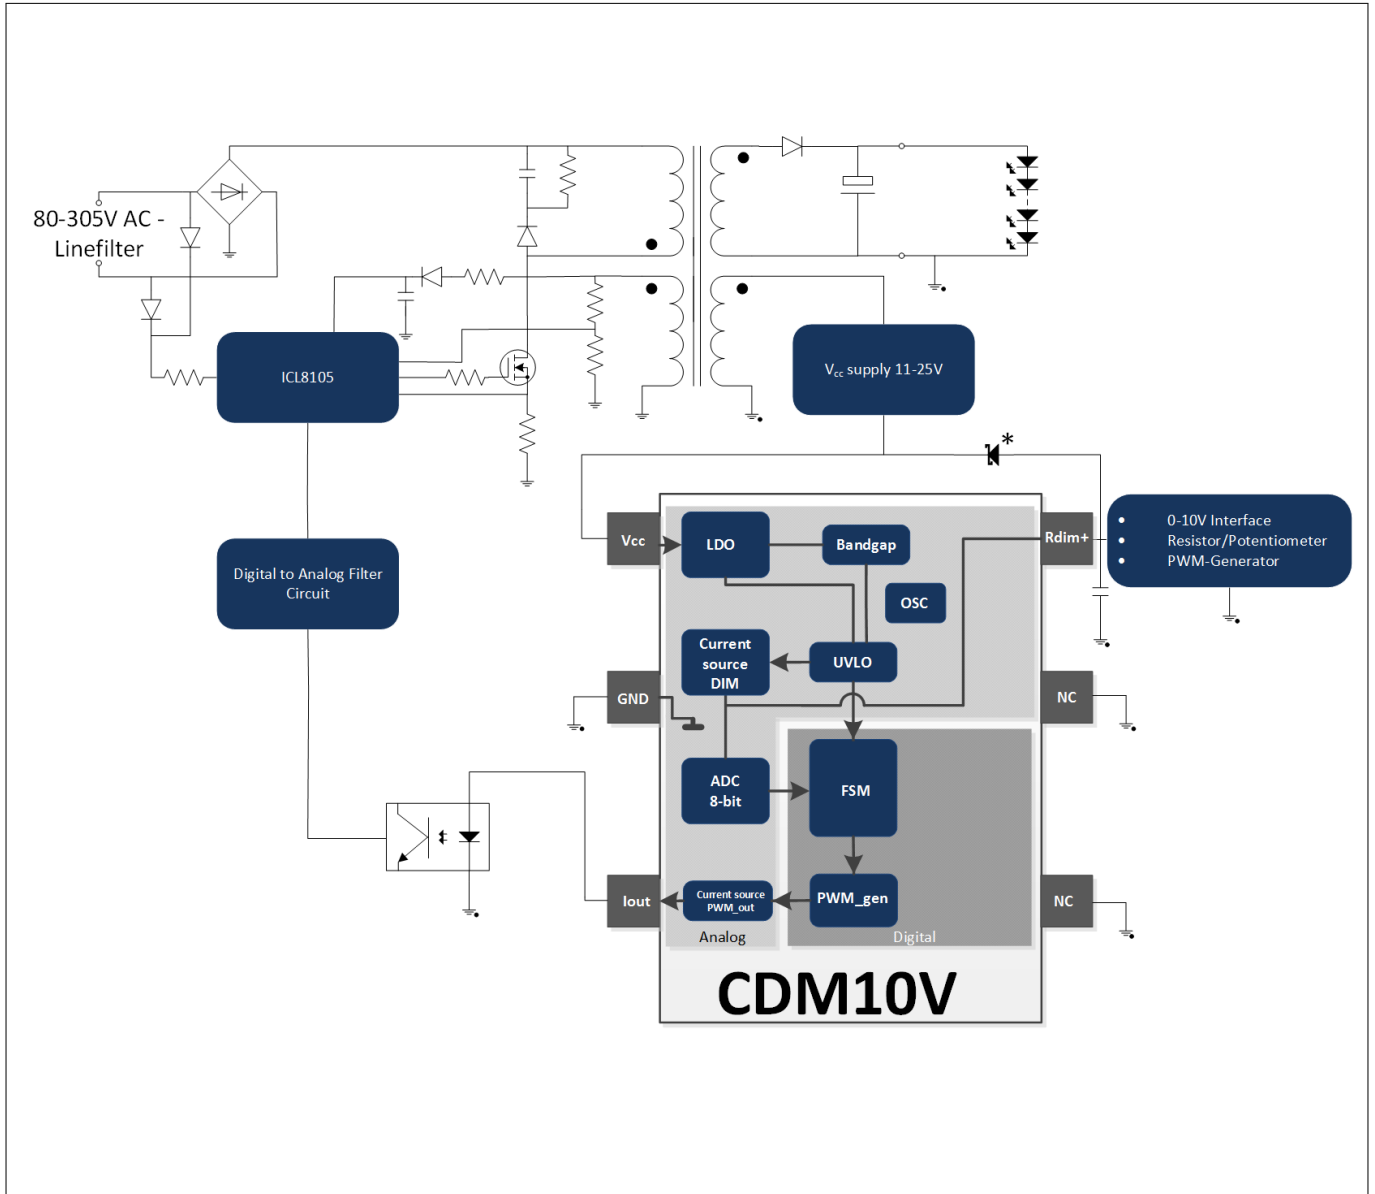 80-305V AC -
Linefilter
ICL8105
Vcc supply 11-25V
*
Digital to Analog Filter
Circuit
Vcc
LDO
Bandgap
Rdim+
• 0-10V Interface
• Resistor/Potentiometer
• PWM-Generator
OSC
Current
source
DIM
UVLO
GND
NC
ADC
8-bit
FSM
Iout
Current source
PWM_out
PWM_gen
NC
Analog
Digital
CDM10V